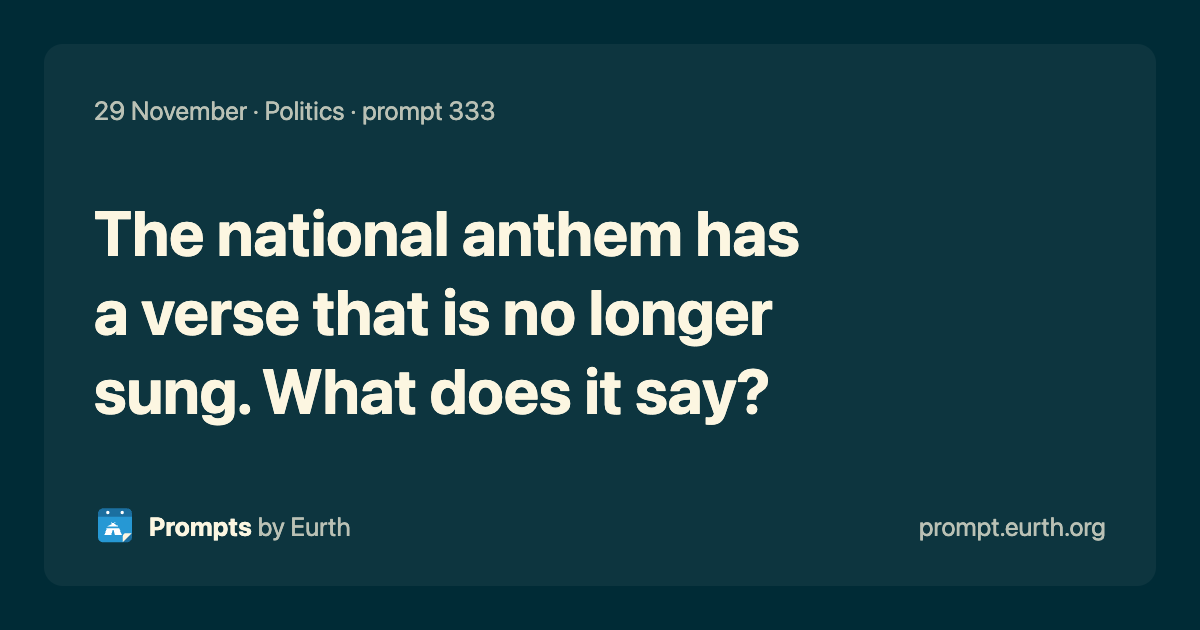 29 November · Politics · prompt 333
The national anthem has
a verse that is no longer
sung. What does it say?
Prompts by Eurth
prompt.eurth.org